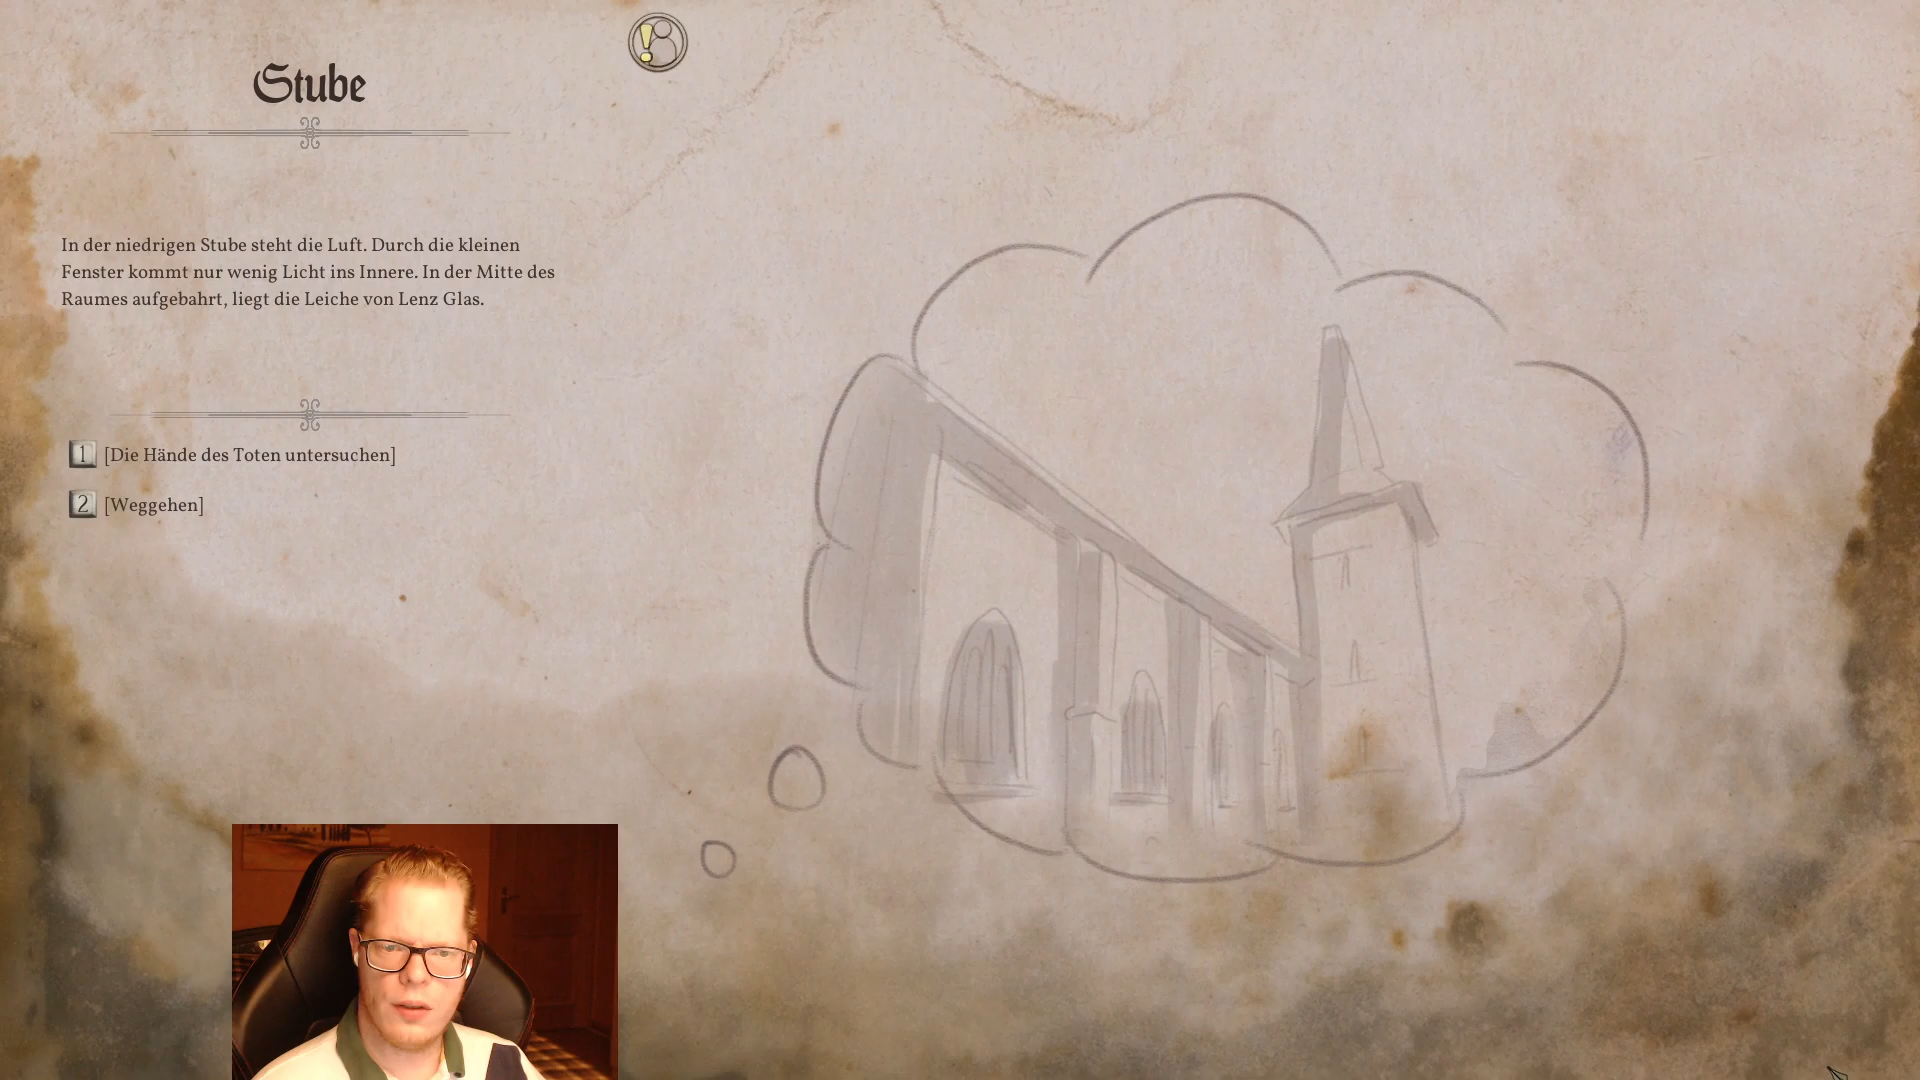 Stube
In der niedrigen Stube steht die Luft. Durch die kleinen
Fenster kommt nur wenig Licht ins Innere. In der Mitte des
Raumes aufgebahrt, liegt die Leiche von Lenz Glas.
1 [Die Hände des Toten untersuchen]
2 [Weggehen]